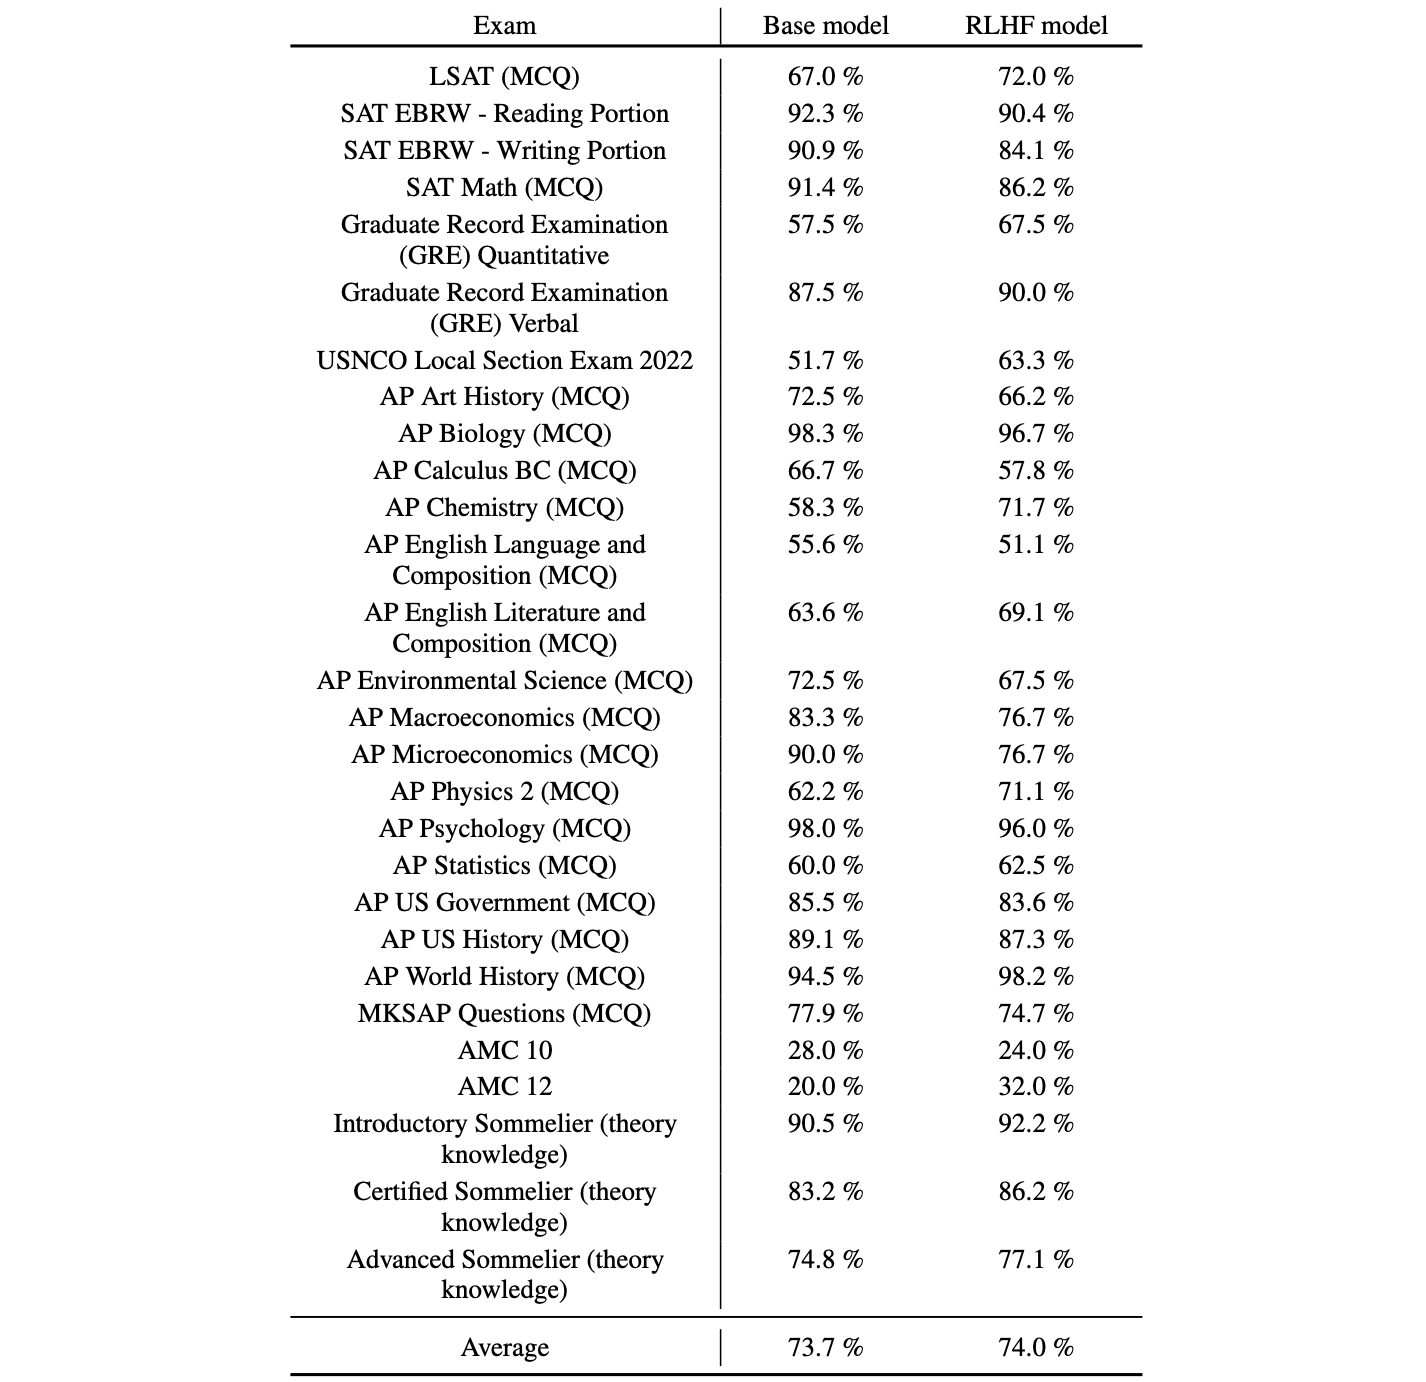 Exam Base model RLHF model
LSAT (MCQ) 67.0 % 72.0 %
SAT EBRW - Reading Portion 92.3 % 90.4 %
SAT EBRW - Writing Portion 90.9 % 84.1 %
SAT Math (MCQ) 91.4 % 86.2 %
Graduate Record Examination 57.5 % 67.5 %
(GRE) Quantitative
Graduate Record Examination 87.5 % 90.0 %
(GRE) Verbal
USNCO Local Section Exam 2022 51.7 % 63.3 %
AP Art History (MCQ) 72.5 % 66.2 %
AP Biology (MCQ) 98.3 % 96.7 %
AP Calculus BC (MCQ) 66.7 % 57.8 %
AP Chemistry (MCQ) 58.3 % 71.7 %
AP English Language and 55.6 % 51.1 %
Composition (MCQ)
AP English Literature and 63.6 % 69.1 %
Composition (MCQ)
AP Environmental Science (MCQ) 72.5 % 67.5 %
AP Macroeconomics (MCQ) 83.3 % 76.7 %
AP Microeconomics (MCQ) 90.0 % 76.7 %
AP Physics 2 (MCQ) 62.2 % 71.1 %
AP Psychology (MCQ) 98.0 % 96.0 %
AP Statistics (MCQ) 60.0 % 62.5 %
AP US Government (MCQ) 85.5 % 83.6 %
AP US History (MCQ) 89.1 % 87.3 %
AP World History (MCQ) 94.5 % 98.2 %
MKSAP Questions (MCQ) 77.9 % 74.7 %
AMC 10 28.0 % 24.0 %
AMC 12 20.0 % 32.0 %
Introductory Sommelier (theory 90.5 % 92.2 %
knowledge)
Certified Sommelier (theory 83.2 % 86.2 %
knowledge)
Advanced Sommelier (theory 74.8 % 77.1 %
knowledge)
Average 73.7 % 74.0 %